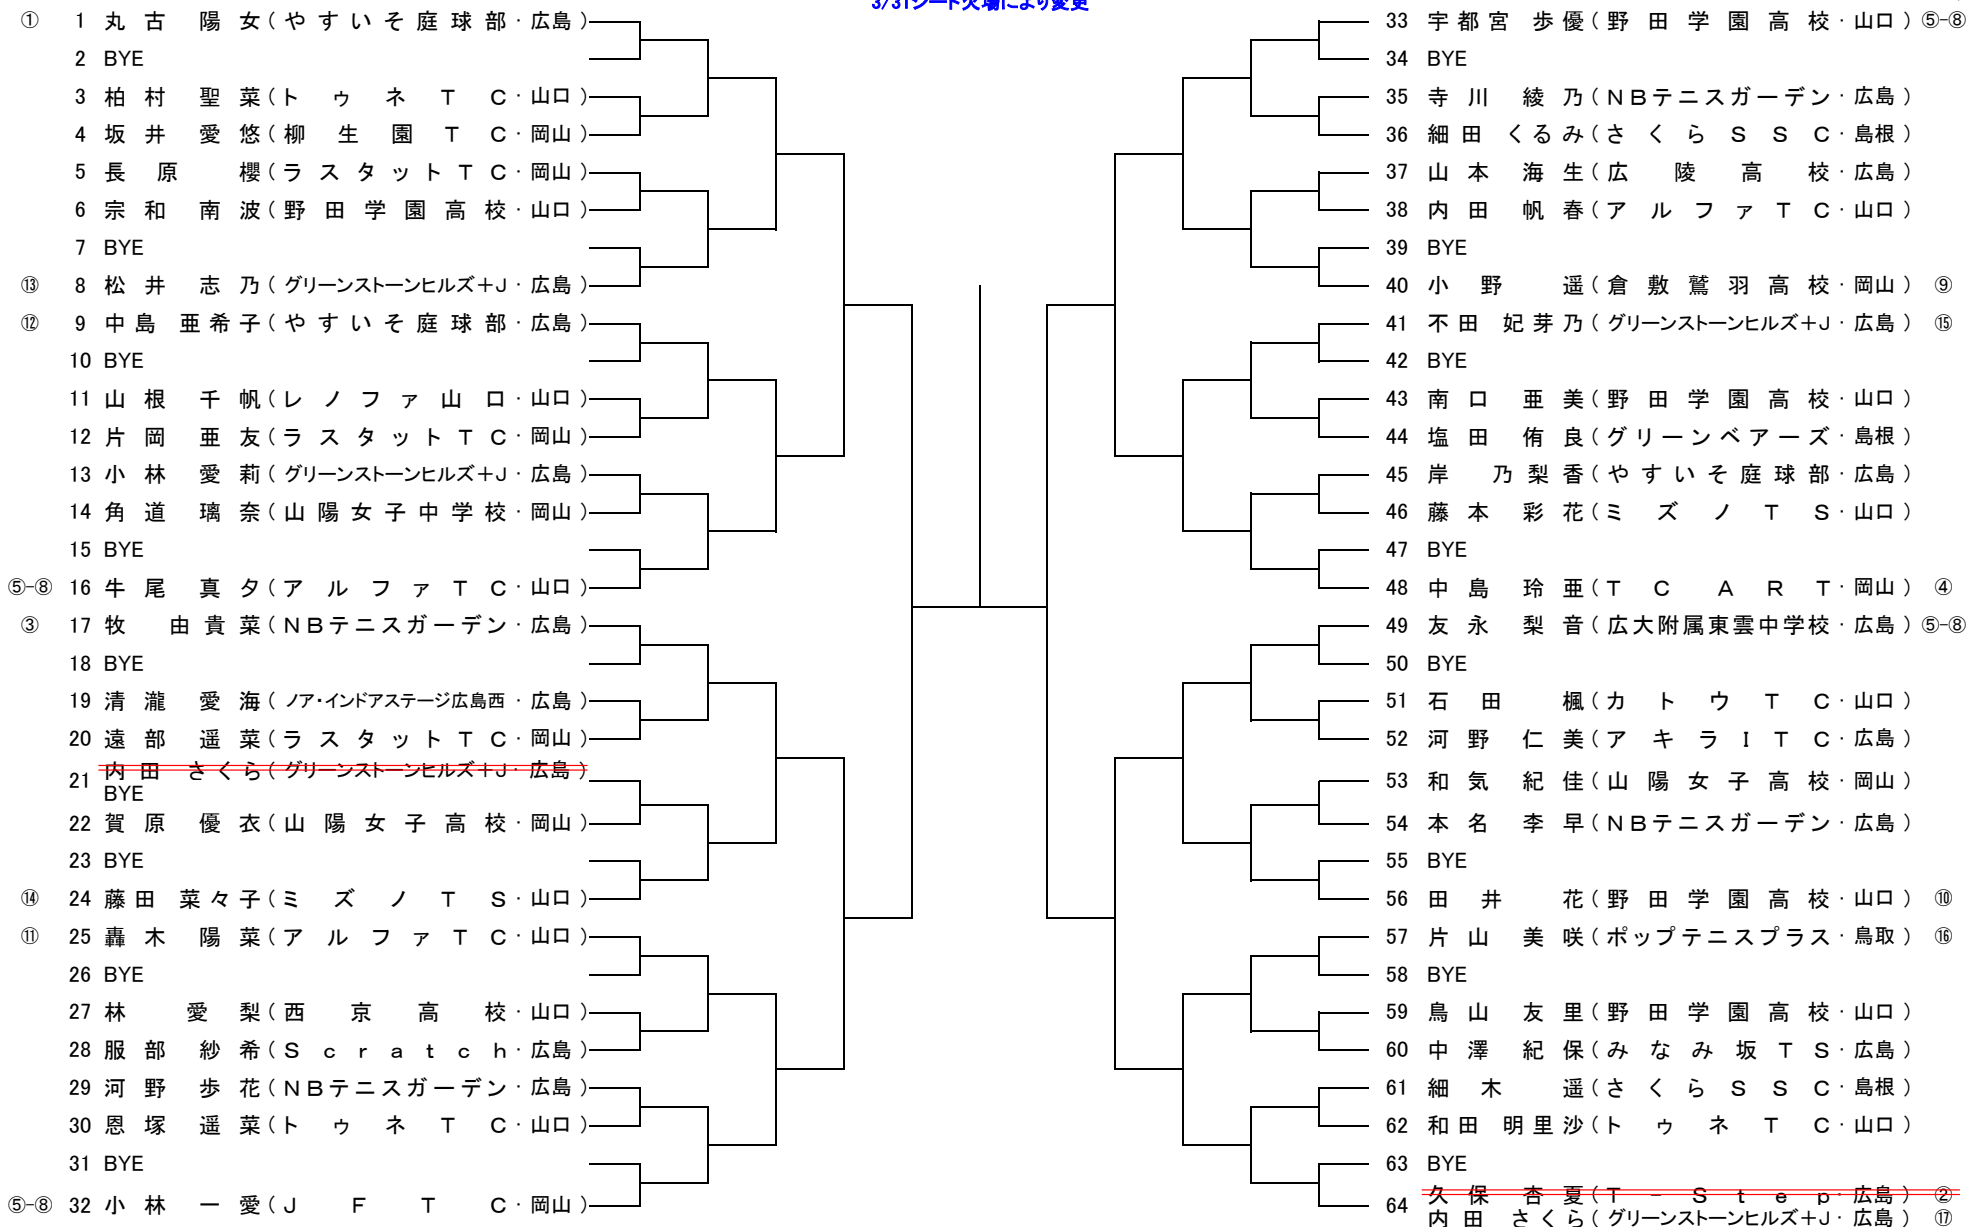 3/31シード欠場により変更
① 1 丸古 陽女(やすいそ庭球部・広島)
2 BYE
3 柏村 聖菜(トゥネTC・山口)
4 坂井 愛悠(柳生園TC・岡山)
5 長原 櫻(ラスタットTC・岡山)
6 宗和 南波(野田学園高校・山口)
7 BYE
⑬ 8 松井 志乃(グリーンストーンヒルズ+J・広島)
⑫ 9 中島 亜希子(やすいそ庭球部・広島)
10 BYE
11 山根 千帆(レノファ山口・山口)
12 片岡 亜友(ラスタットTC・岡山)
13 小林 愛莉(グリーンストーンヒルズ+J・広島)
14 角道 璃奈(山陽女子中学校・岡山)
15 BYE
⑤-⑧ 16 牛尾 真夕(アルファTC・山口)
③ 17 牧 由貴菜(NBテニスガーデン・広島)
18 BYE
19 清瀧 愛海(ノア・インドアステージ広島西・広島)
20 遠部 遥菜(ラスタットTC・岡山)
内田 さくら(グリーンストーンヒルズ+J・広島)
21 BYE
22 賀原 優衣(山陽女子高校・岡山)
23 BYE
⑭ 24 藤田 菜々子(ミズノTS・山口)
⑪ 25 轟木 陽菜(アルファTC・山口)
26 BYE
27 林 愛梨(西京高校・山口)
28 服部 紗希(Scratch・広島)
29 河野 歩花(NBテニスガーデン・広島)
30 恩塚 遥菜(トゥネTC・山口)
31 BYE
⑤-⑧ 32 小林 一愛(JFTC・岡山)
33 宇都宮 歩優(野田学園高校・山口) ⑤-⑧
34 BYE
35 寺川 綾乃(NBテニスガーデン・広島)
36 細田 くるみ(さくらSSC・島根)
37 山本 海生(広陵高校・広島)
38 内田 帆春(アルファTC・山口)
39 BYE
40 小野 遥(倉敷鷲羽高校・岡山) ⑨
41 不田 妃芽乃(グリーンストーンヒルズ+J・広島) ⑮
42 BYE
43 南口 亜美(野田学園高校・山口)
44 塩田 侑良(グリーンベアーズ・島根)
45 岸 乃梨香(やすいそ庭球部・広島)
46 藤本 彩花(ミズノTS・山口)
47 BYE
48 中島 玲亜(TC ART・岡山) ④
49 友永 梨音(広大附属東雲中学校・広島) ⑤-⑧
50 BYE
51 石田 楓(カトウTC・山口)
52 河野 仁美(アキラITC・広島)
53 和気 紀佳(山陽女子高校・岡山)
54 本名 李早(NBテニスガーデン・広島)
55 BYE
56 田井 花(野田学園高校・山口) ⑩
57 片山 美咲(ポップテニスプラス・鳥取) ⑯
58 BYE
59 鳥山 友里(野田学園高校・山口)
60 中澤 紀保(みなみ坂TS・広島)
61 細木 遥(さくらSSC・島根)
62 和田 明里沙(トゥネTC・山口)
63 BYE
久保 杏夏(T-Step・広島) ②
64 内田 さくら(グリーンストーンヒルズ+J・広島) ⑰